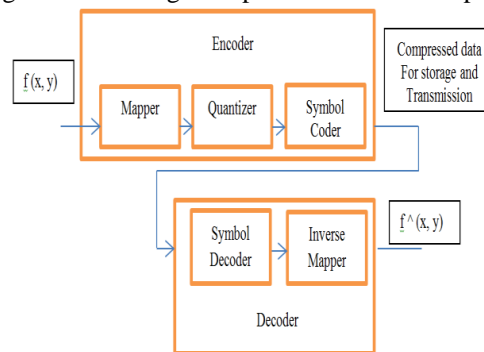 Encoder
Compressed data
For storage and
Transmission
f (x, y)
Mapper
Quantizer
Symbol
Coder
f ^ (x, y)
Symbol
Decoder
Inverse
Mapper
Decoder